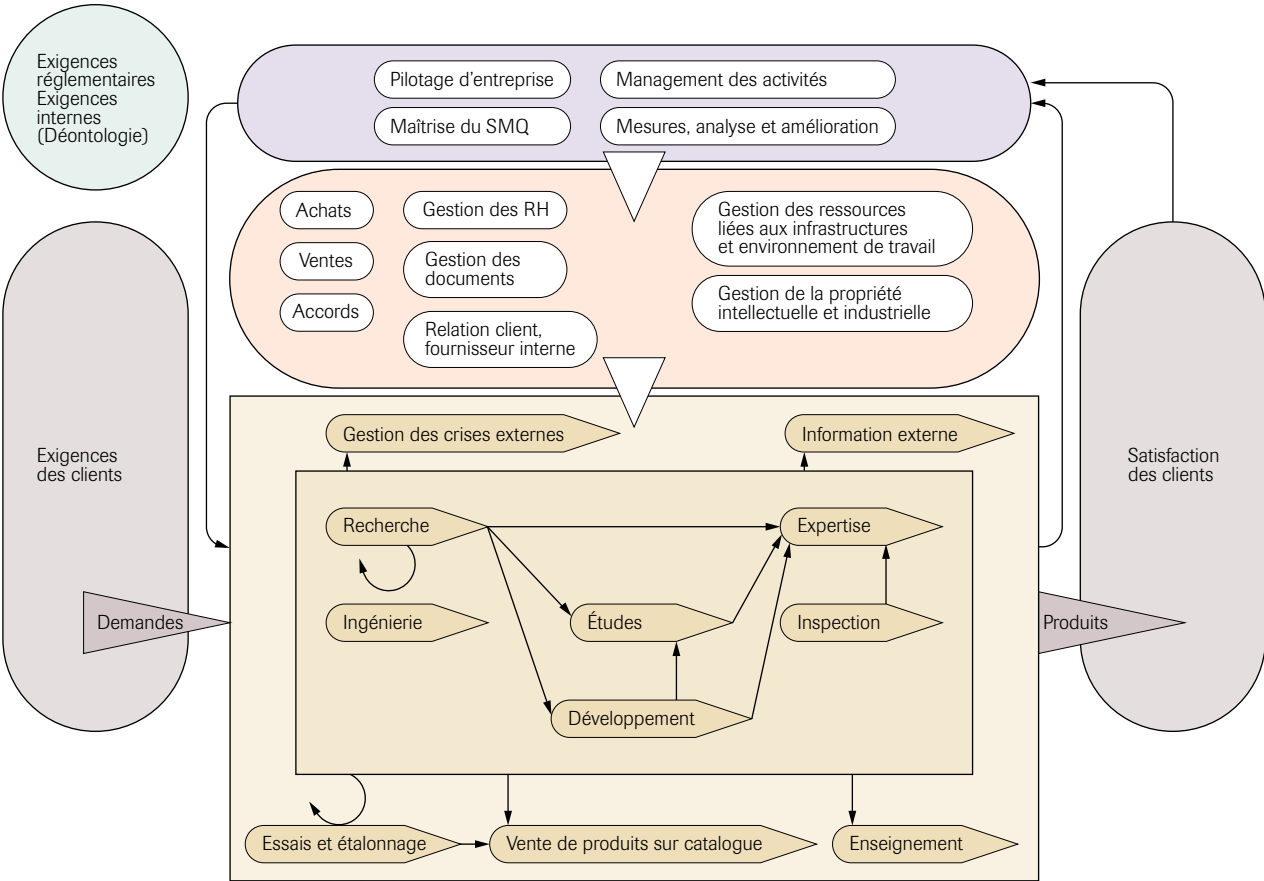 Exigences
réglementaires
Exigences
internes
(Déontologie)
Pilotage d'entreprise
Management des activités
Maîtrise du SMQ
Mesures, analyse et amélioration
Achats
Gestion des RH
Gestion des ressources
liées aux infrastructures
et environnement de travail
Ventes
Gestion des
documents
Accords
Gestion de la propriété
intellectuelle et industrielle
Relation client,
fournisseur interne
Exigences
des clients
Gestion des crises externes
Information externe
Satisfaction
des clients
Recherche
Expertise
Demandes
Ingénierie
Études
Inspection
Produits
Développement
Essais et étalonnage
Vente de produits sur catalogue
Enseignement